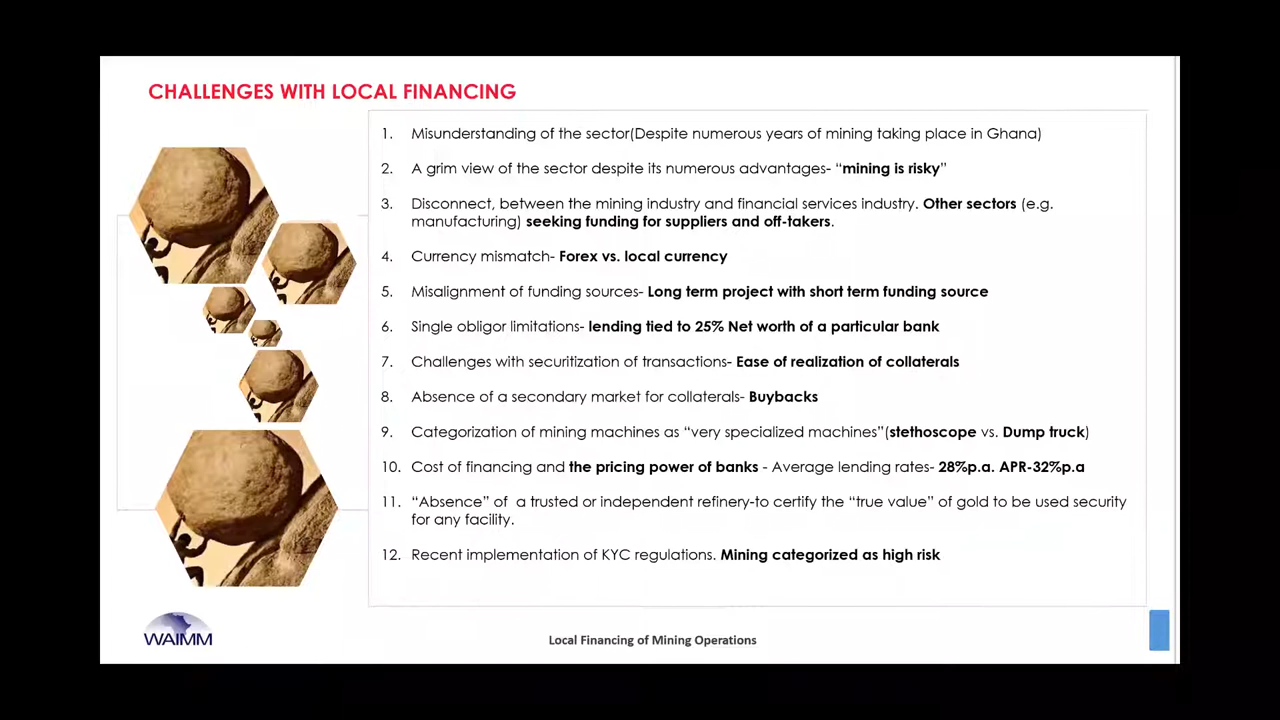 CHALLENGES WITH LOCAL FINANCING
1. Misunderstanding of the sector(Despite numerous years of mining taking place in Ghana)
2. A grim view of the sector despite its numerous advantages- “mining is risky”
3. Disconnect, between the mining industry and financial services industry. Other sectors (e.g.
manufacturing) seeking funding for suppliers and off-takers.
4. Currency mismatch- Forex vs. local currency
5. Misalignment of funding sources- Long term project with short term funding source
6. Single obligor limitations- lending tied to 25% Net worth of a particular bank
7. Challenges with securitization of transactions- Ease of realization of collaterals
8. Absence of a secondary market for collaterals- Buybacks
9. Categorization of mining machines as “very specialized machines”(stethoscope vs. Dump truck)
10. Cost of financing and the pricing power of banks - Average lending rates- 28%p.a. APR-32%p.a
11. “Absence” of a trusted or independent refinery-to certify the “true value” of gold to be used security
for any facility.
12. Recent implementation of KYC regulations. Mining categorized as high risk
WAIMM
Local Financing of Mining Operations